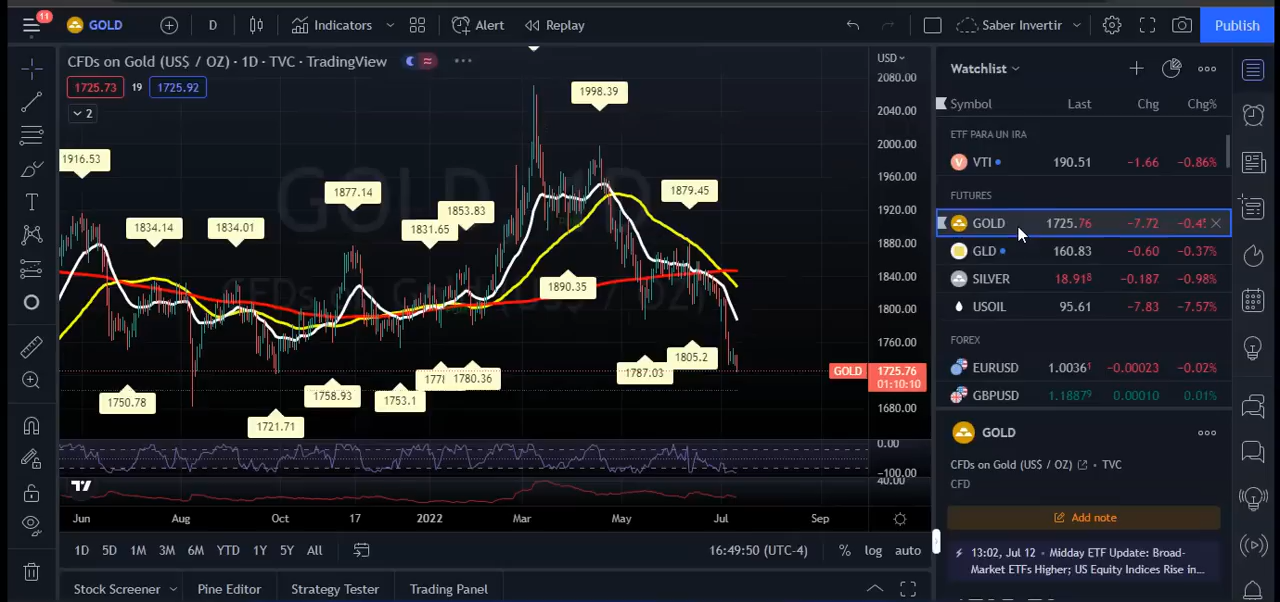 11
GOLD
D
Indicators
Alert
Replay
Saber Invertir
Publish
CFDs on Gold (US$ / OZ) · 1D · TVC · TradingView
1725.73 19 1725.92
2
USD
2080.00
2040.00
2000.00
1960.00
1920.00
1880.00
1840.00
1800.00
1760.00
GOLD 1725.76
01:10:10
1680.00
0.00
-100.00
40.00
1916.53
1834.14
1834.01
1877.14
1831.65
1853.83
1998.39
1879.45
1890.35
1750.78
1721.71
1758.93
1753.1
1780.36
1787.03
1805.2
Jun Aug Oct 17 2022 Mar May Jul Sep
1D 5D 1M 3M 6M YTD 1Y 5Y All
16:49:50 (UTC-4) % log auto
Stock Screener Pine Editor Strategy Tester Trading Panel
Watchlist
Symbol Last Chg Chg%
ETF PARA UN IRA
VTI 190.51 −1.66 −0.86%
FUTURES
GOLD 1725.76 −7.72
GLD 160.83 −0.60 −0.37%
SILVER 18.918 −0.187 −0.98%
USOIL 95.61 −7.83 −7.57%
FOREX
EURUSD 1.00361 −0.00023 −0.02%
GBPUSD 1.18879 0.00010 0.01%
GOLD
CFDs on Gold (US$ / OZ) • TVC
CFD
Add note
13:02, Jul 12 • Midday ETF Update: Broad-
Market ETFs Higher; US Equity Indices Rise in...